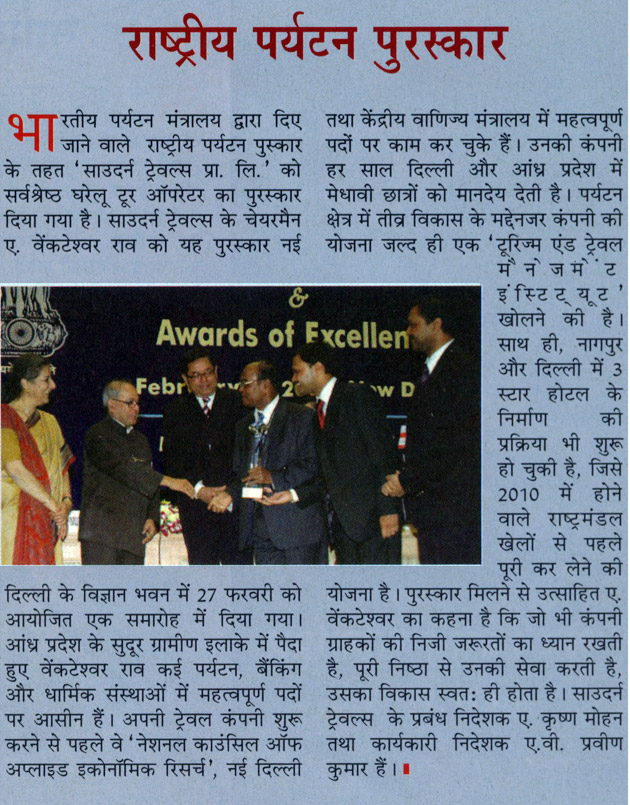 राष्ट्रीय पर्यटन पुरस्कार
भारतीय पर्यटन मंत्रालय द्वारा दिए
जाने वाले राष्ट्रीय पर्यटन पुस्कार
के तहत ‘साउदर्न ट्रेवल्स प्रा. लि.’ को
सर्वश्रेष्ठ घरेलू टूर ऑपरेटर का पुरस्कार
दिया गया है। साउदर्न ट्रेवल्स के चेयरमैन
ए. वेंकटेश्वर राव को यह पुरस्कार नई
&
Awards of Excellen
दिल्ली के विज्ञान भवन में 27 फरवरी को
आयोजित एक समारोह में दिया गया।
आंध्र प्रदेश के सुदूर ग्रामीण इलाके में पैदा
हुए वेंकटेश्वर राव कई पर्यटन, बैंकिंग
और धार्मिक संस्थाओं में महत्वपूर्ण पदों
पर आसीन हैं। अपनी ट्रेवल कंपनी शुरू
करने से पहले वे ‘नेशनल काउंसिल ऑफ
अप्लाइड इकोनॉमिक रिसर्च’, नई दिल्ली
तथा केंद्रीय वाणिज्य मंत्रालय में महत्वपूर्ण
पदों पर काम कर चुके हैं। उनकी कंपनी
हर साल दिल्ली और आंध्र प्रदेश में
मेधावी छात्रों को मानदेय देती है। पर्यटन
क्षेत्र में तीव्र विकास के मद्देनजर कंपनी की
योजना जल्द ही एक ‘टूरिज्म एंड ट्रेवल
मैनेजमेंट
इंस्टिट्यूट’
खोलने की है।
साथ ही, नागपुर
और दिल्ली में 3
स्टार होटल के
निर्माण की
प्रक्रिया भी शुरू
हो चुकी है, जिसे
2010 में होने
वाले राष्ट्रमंडल
खेलों से पहले
पूरी कर लेने की
योजना है। पुरस्कार मिलने से उत्साहित ए.
वेंकटेश्वर का कहना है कि जो भी कंपनी
ग्राहकों की निजी जरूरतों का ध्यान रखती
है, पूरी निष्ठा से उनकी सेवा करती है,
उसका विकास स्वत: ही होता है। साउदर्न
ट्रेवल्स के प्रबंध निदेशक ए. कृष्ण मोहन
तथा कार्यकारी निदेशक ए.वी. प्रवीण
कुमार हैं।